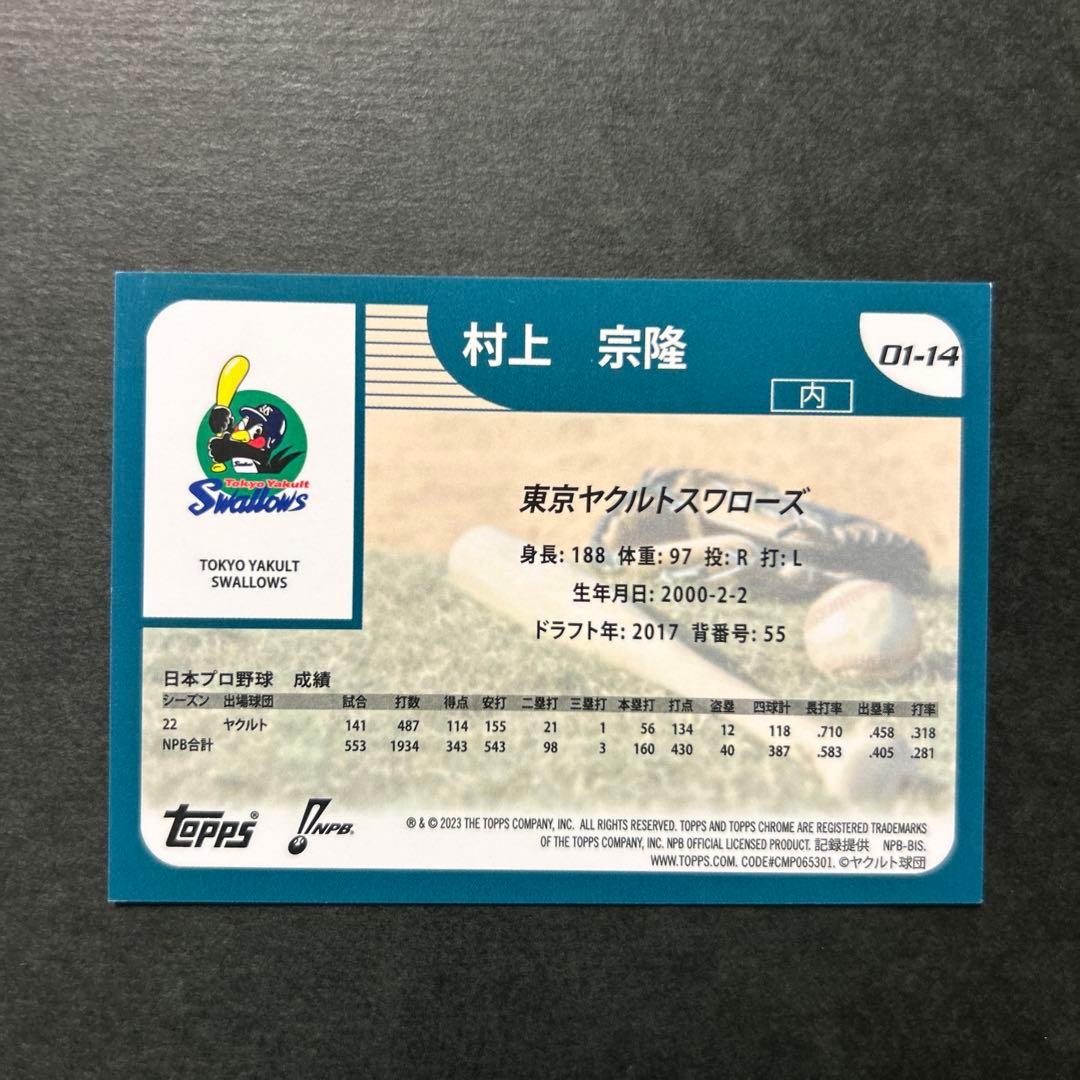 村上 宗隆
01-14
内
Tokyo Yakult
Swallows
TOKYO YAKULT
SWALLOWS
東京ヤクルトスワローズ
身長: 188 体重: 97 投: R 打: L
生年月日: 2000-2-2
ドラフト年: 2017 背番号: 55
日本プロ野球 成績
シーズン 出場球団 試合 打数 得点 安打 二塁打 三塁打 本塁打 打点 盗塁 四球計 長打率 出塁率 打率
22 ヤクルト 141 487 114 155 21 1 56 134 12 118 .710 .458 .318
NPB合計 553 1934 343 543 98 3 160 430 40 387 .583 .405 .281
topps® NPB®
® & © 2023 THE TOPPS COMPANY, INC. ALL RIGHTS RESERVED. TOPPS AND TOPPS CHROME ARE REGISTERED TRADEMARKS
OF THE TOPPS COMPANY, INC. NPB OFFICIAL LICENSED PRODUCT. 記録提供 NPB-BIS.
WWW.TOPPS.COM. CODE#CMP065301. ©ヤクルト球団